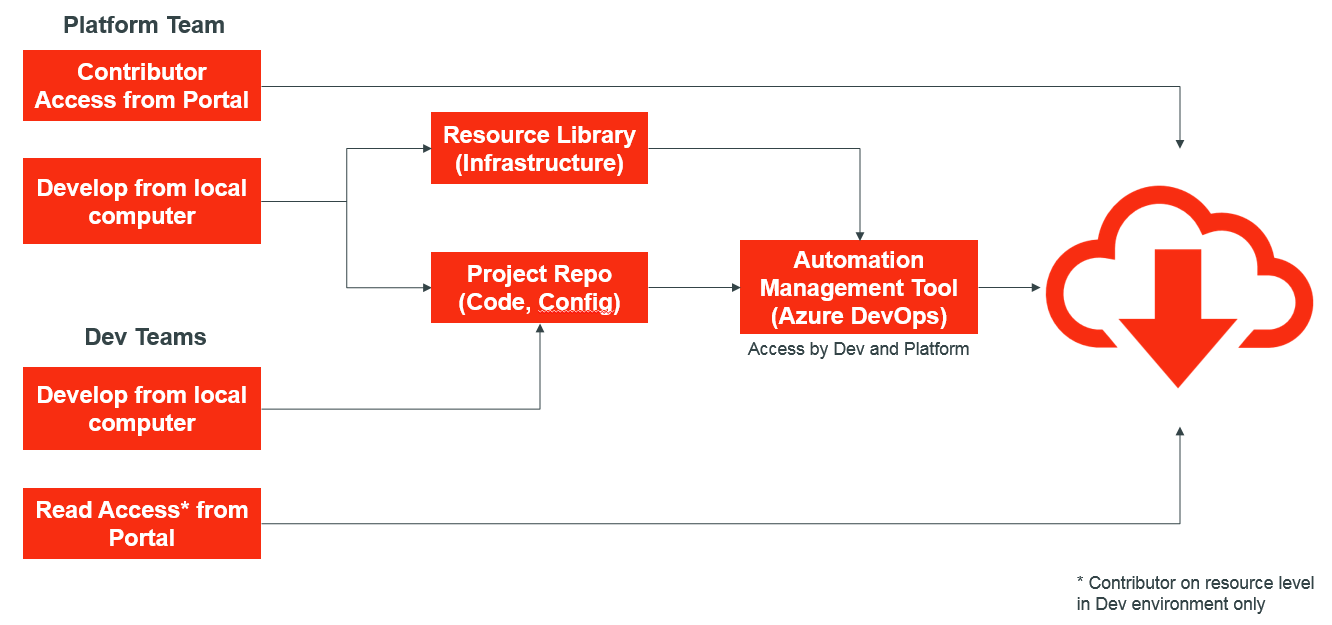 Platform Team
Contributor
Access from Portal
Develop from local
computer
Resource Library
(Infrastructure)
Project Repo
(Code, Config)
Automation
Management Tool
(Azure DevOps)
Access by Dev and Platform
Dev Teams
Develop from local
computer
Read Access* from
Portal
* Contributor on resource level
in Dev environment only